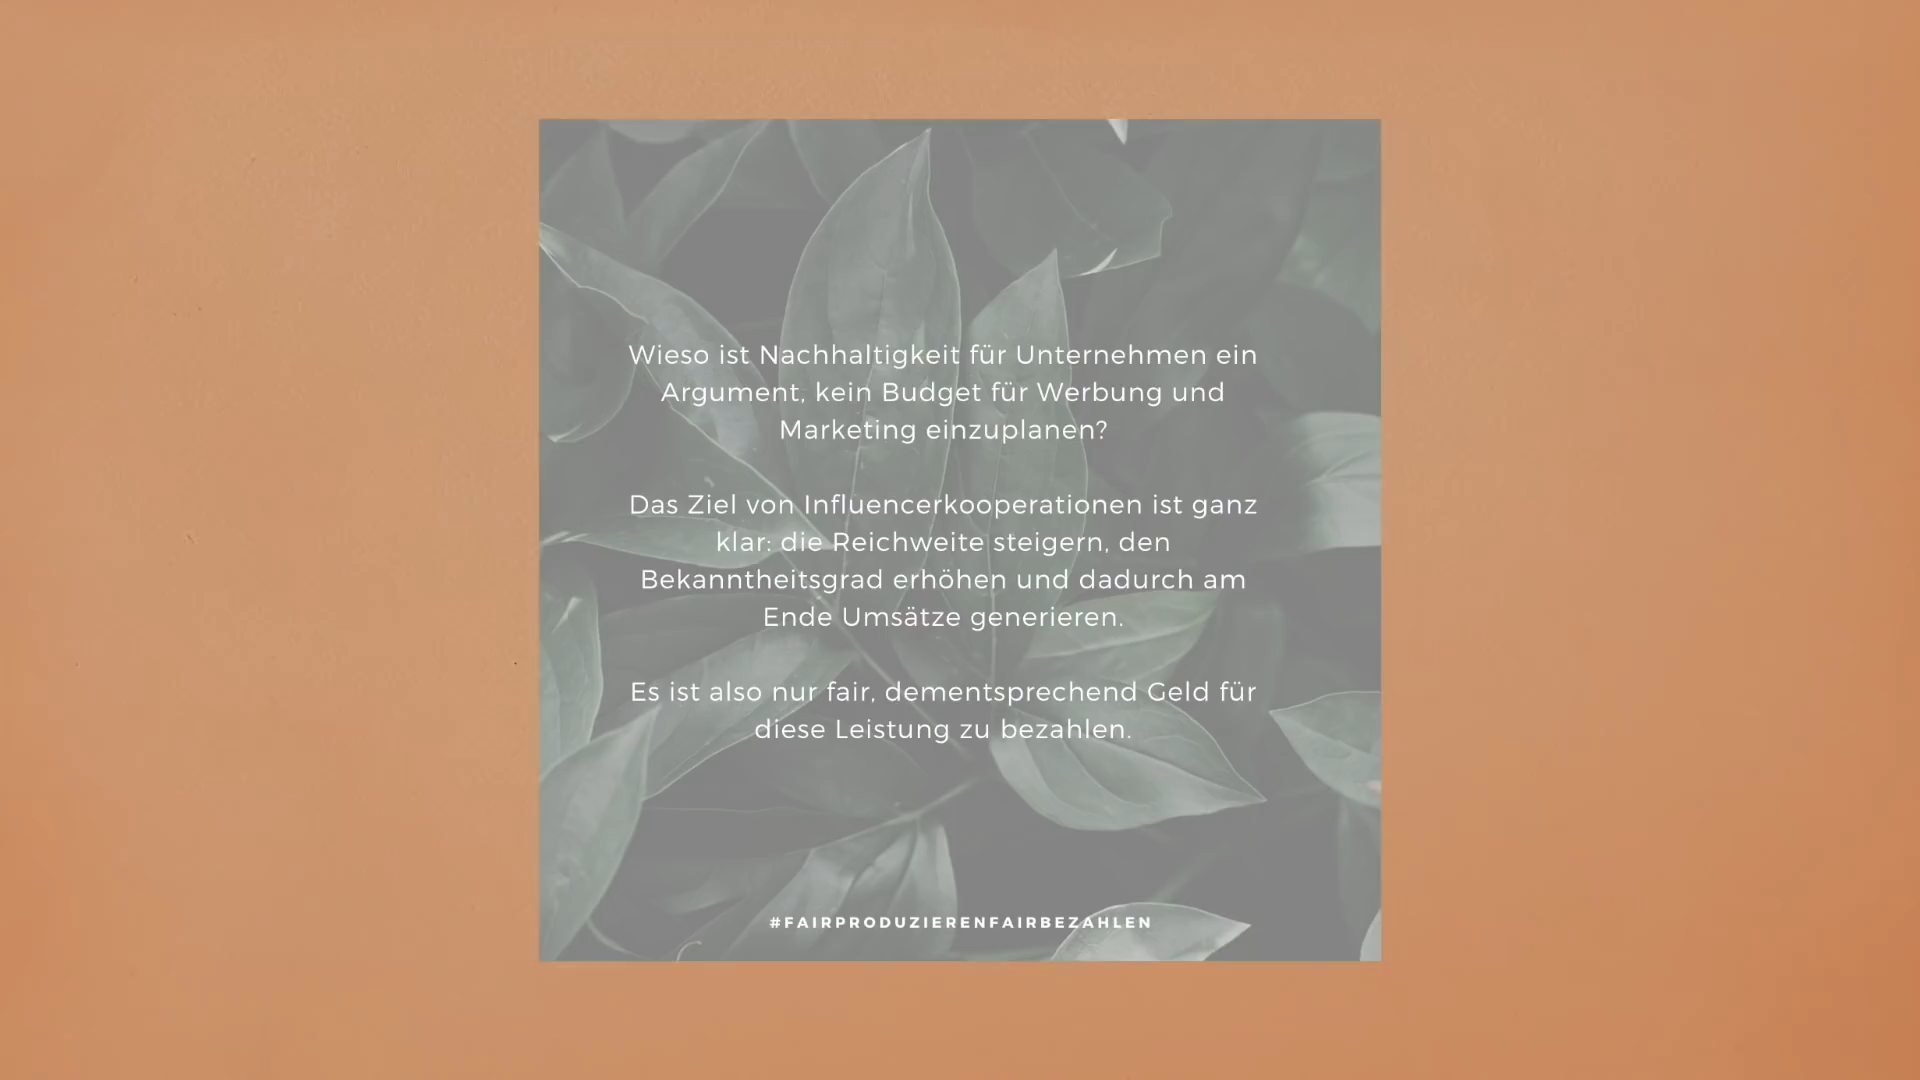 Wieso ist Nachhaltigkeit für Unternehmen ein
Argument, kein Budget für Werbung und
Marketing einzuplanen?
Das Ziel von Influencerkooperationen ist ganz
klar: die Reichweite steigern, den
Bekanntheitsgrad erhöhen und dadurch am
Ende Umsätze generieren.
Es ist also nur fair, dementsprechend Geld für
diese Leistung zu bezahlen.
#FAIRPRODUZIERENFAIRBEZAHLEN